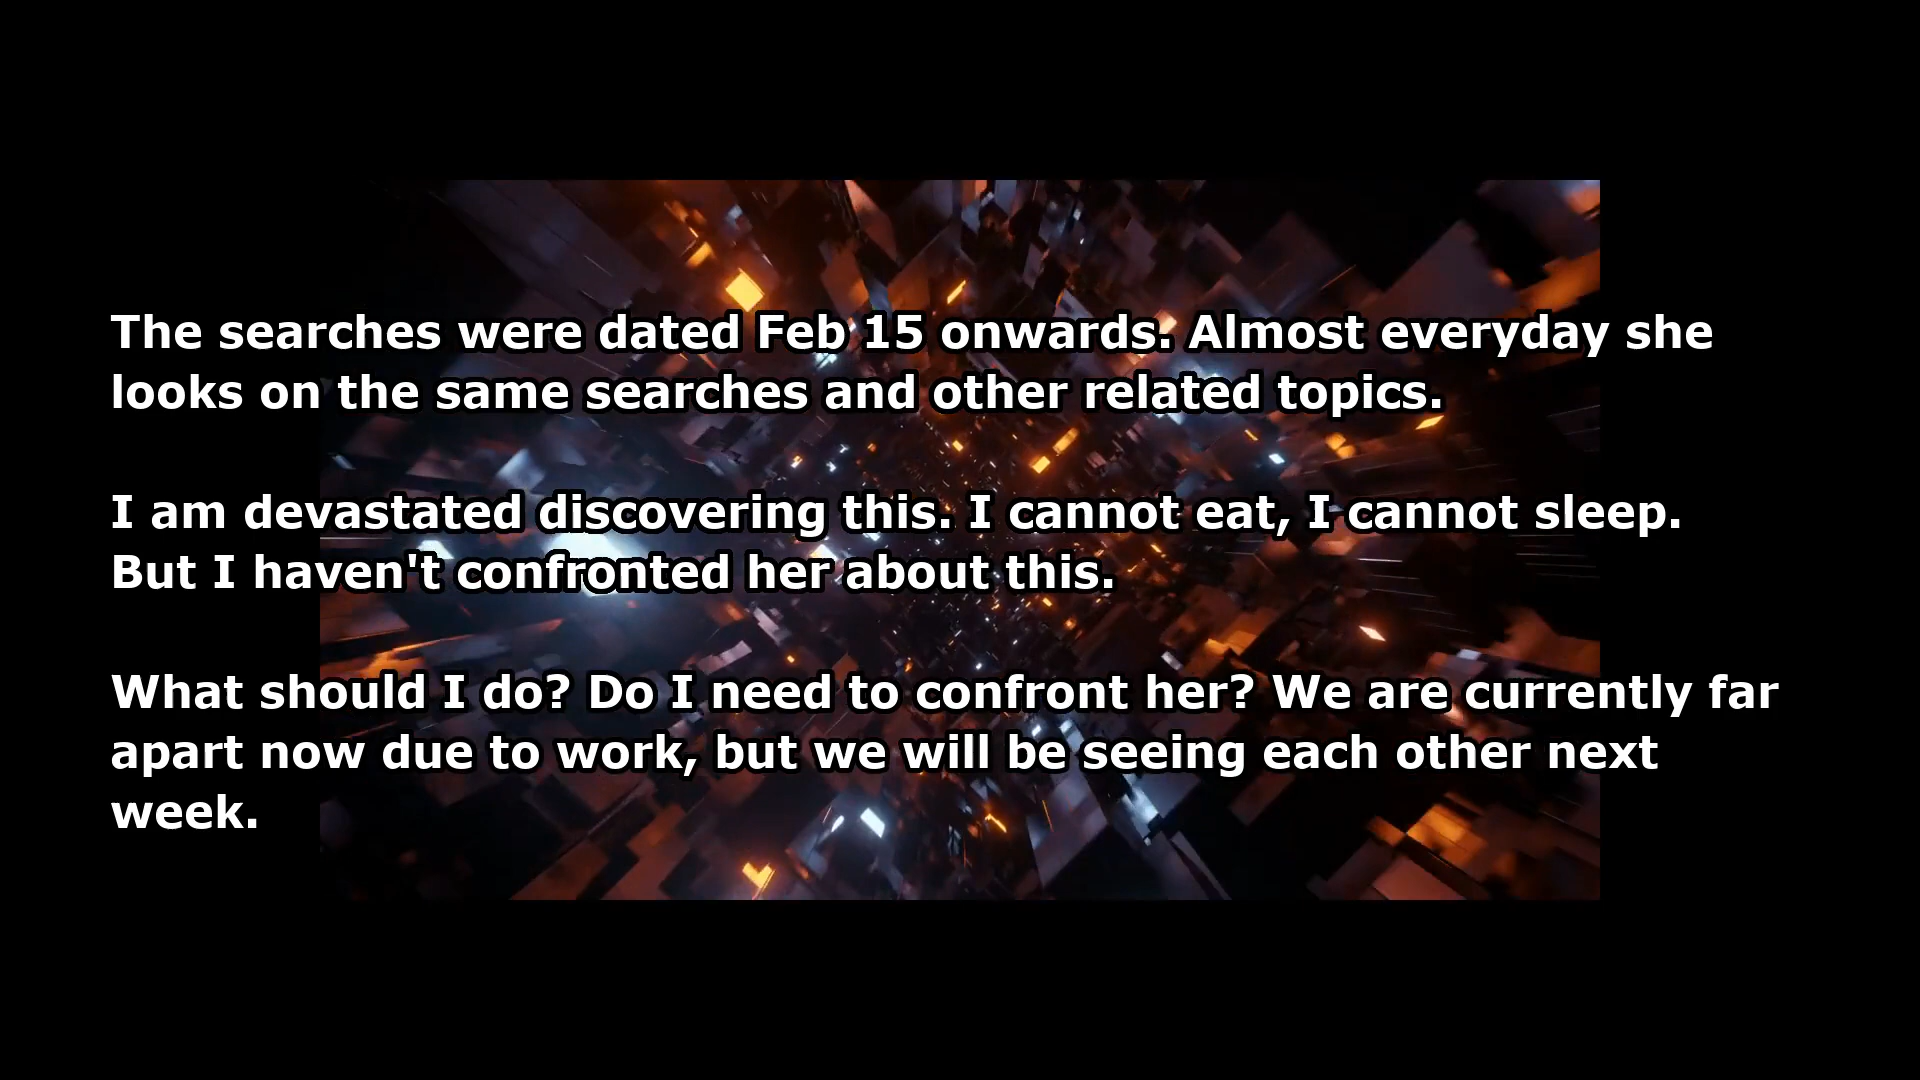 The searches were dated Feb 15 onwards. Almost everyday she
looks on the same searches and other related topics.
I am devastated discovering this. I cannot eat, I cannot sleep.
But I haven't confronted her about this.
What should I do? Do I need to confront her? We are currently far
apart now due to work, but we will be seeing each other next
week.